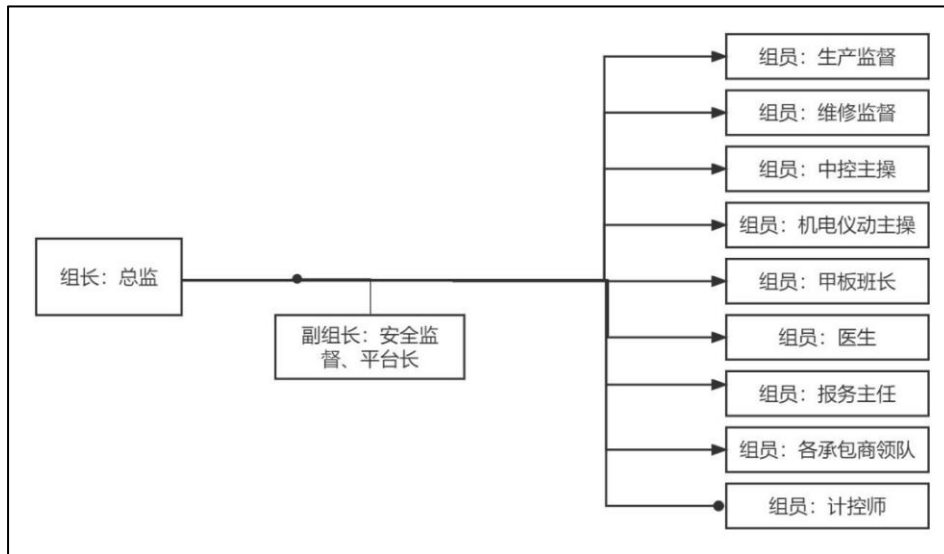 组长：总监
副组长：安全监
督、平台长
组员：生产监督
组员：维修监督
组员：中控主操
组员：机电仪动主操
组员：甲板班长
组员：医生
组员：报务主任
组员：各承包商领队
组员：计控师